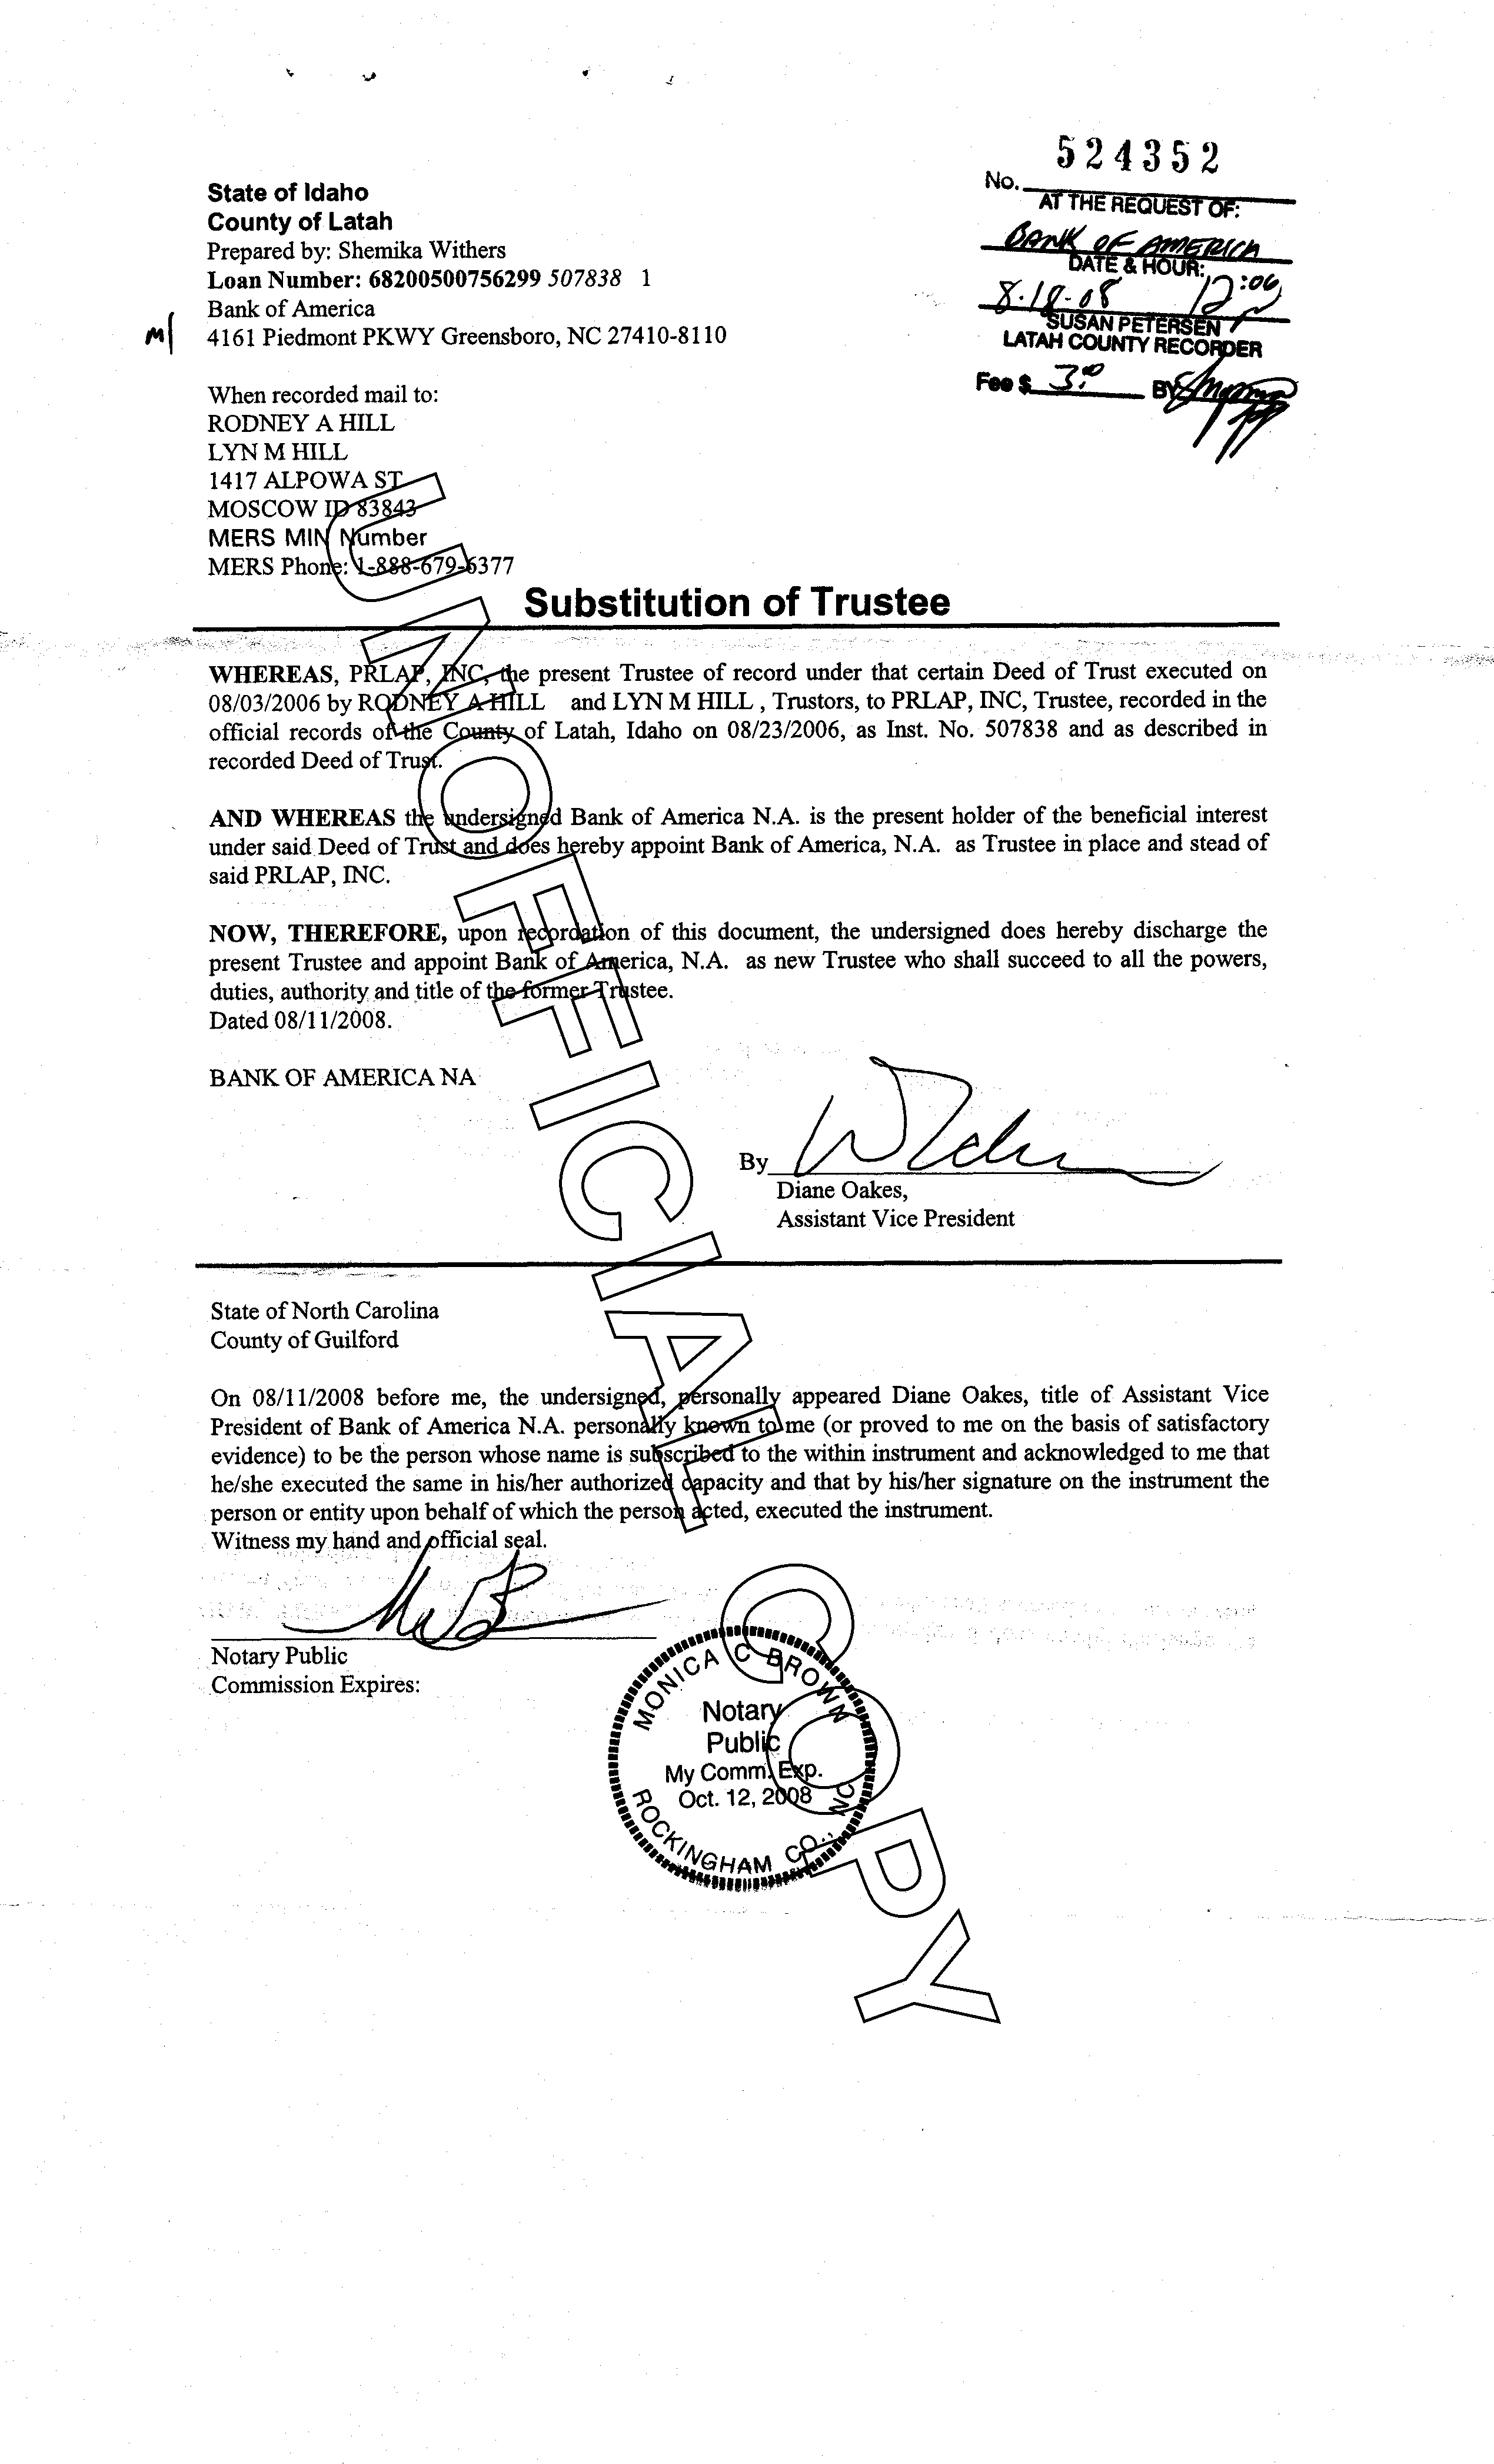 524352
No.
AT THE REQUEST OF:
BANK OF AMERICA
DATE & HOUR:
8-18-08 12:06
SUSAN PETERSEN
LATAH COUNTY RECORDER
Fee $ 3.00 BY
State of Idaho
County of Latah
Prepared by: Shemika Withers
Loan Number: 68200500756299 507838 1
Bank of America
4161 Piedmont PKWY Greensboro, NC 27410-8110
When recorded mail to:
RODNEY A HILL
LYN M HILL
1417 ALPOWA ST
MOSCOW ID 83843
MERS MIN Number
MERS Phone: 1-888-679-6377
Substitution of Trustee
WHEREAS, PRLAP, INC, the present Trustee of record under that certain Deed of Trust executed on
08/03/2006 by RODNEY A HILL and LYN M HILL , Trustors, to PRLAP, INC, Trustee, recorded in the
official records of the County of Latah, Idaho on 08/23/2006, as Inst. No. 507838 and as described in
recorded Deed of Trust.
AND WHEREAS the undersigned Bank of America N.A. is the present holder of the beneficial interest
under said Deed of Trust and does hereby appoint Bank of America, N.A. as Trustee in place and stead of
said PRLAP, INC.
NOW, THEREFORE, upon recordation of this document, the undersigned does hereby discharge the
present Trustee and appoint Bank of America, N.A. as new Trustee who shall succeed to all the powers,
duties, authority and title of the former Trustee.
Dated 08/11/2008.
BANK OF AMERICA NA
By
Diane Oakes,
Assistant Vice President
State of North Carolina
County of Guilford
On 08/11/2008 before me, the undersigned, personally appeared Diane Oakes, title of Assistant Vice
President of Bank of America N.A. personally known to me (or proved to me on the basis of satisfactory
evidence) to be the person whose name is subscribed to the within instrument and acknowledged to me that
he/she executed the same in his/her authorized capacity and that by his/her signature on the instrument the
person or entity upon behalf of which the person acted, executed the instrument.
Witness my hand and official seal.
Notary Public
Commission Expires:
MONICA C BROWN
Notary
Public
My Comm. Exp.
Oct. 12, 2008
ROCKINGHAM CO., NC
UNOFFICIAL COPY